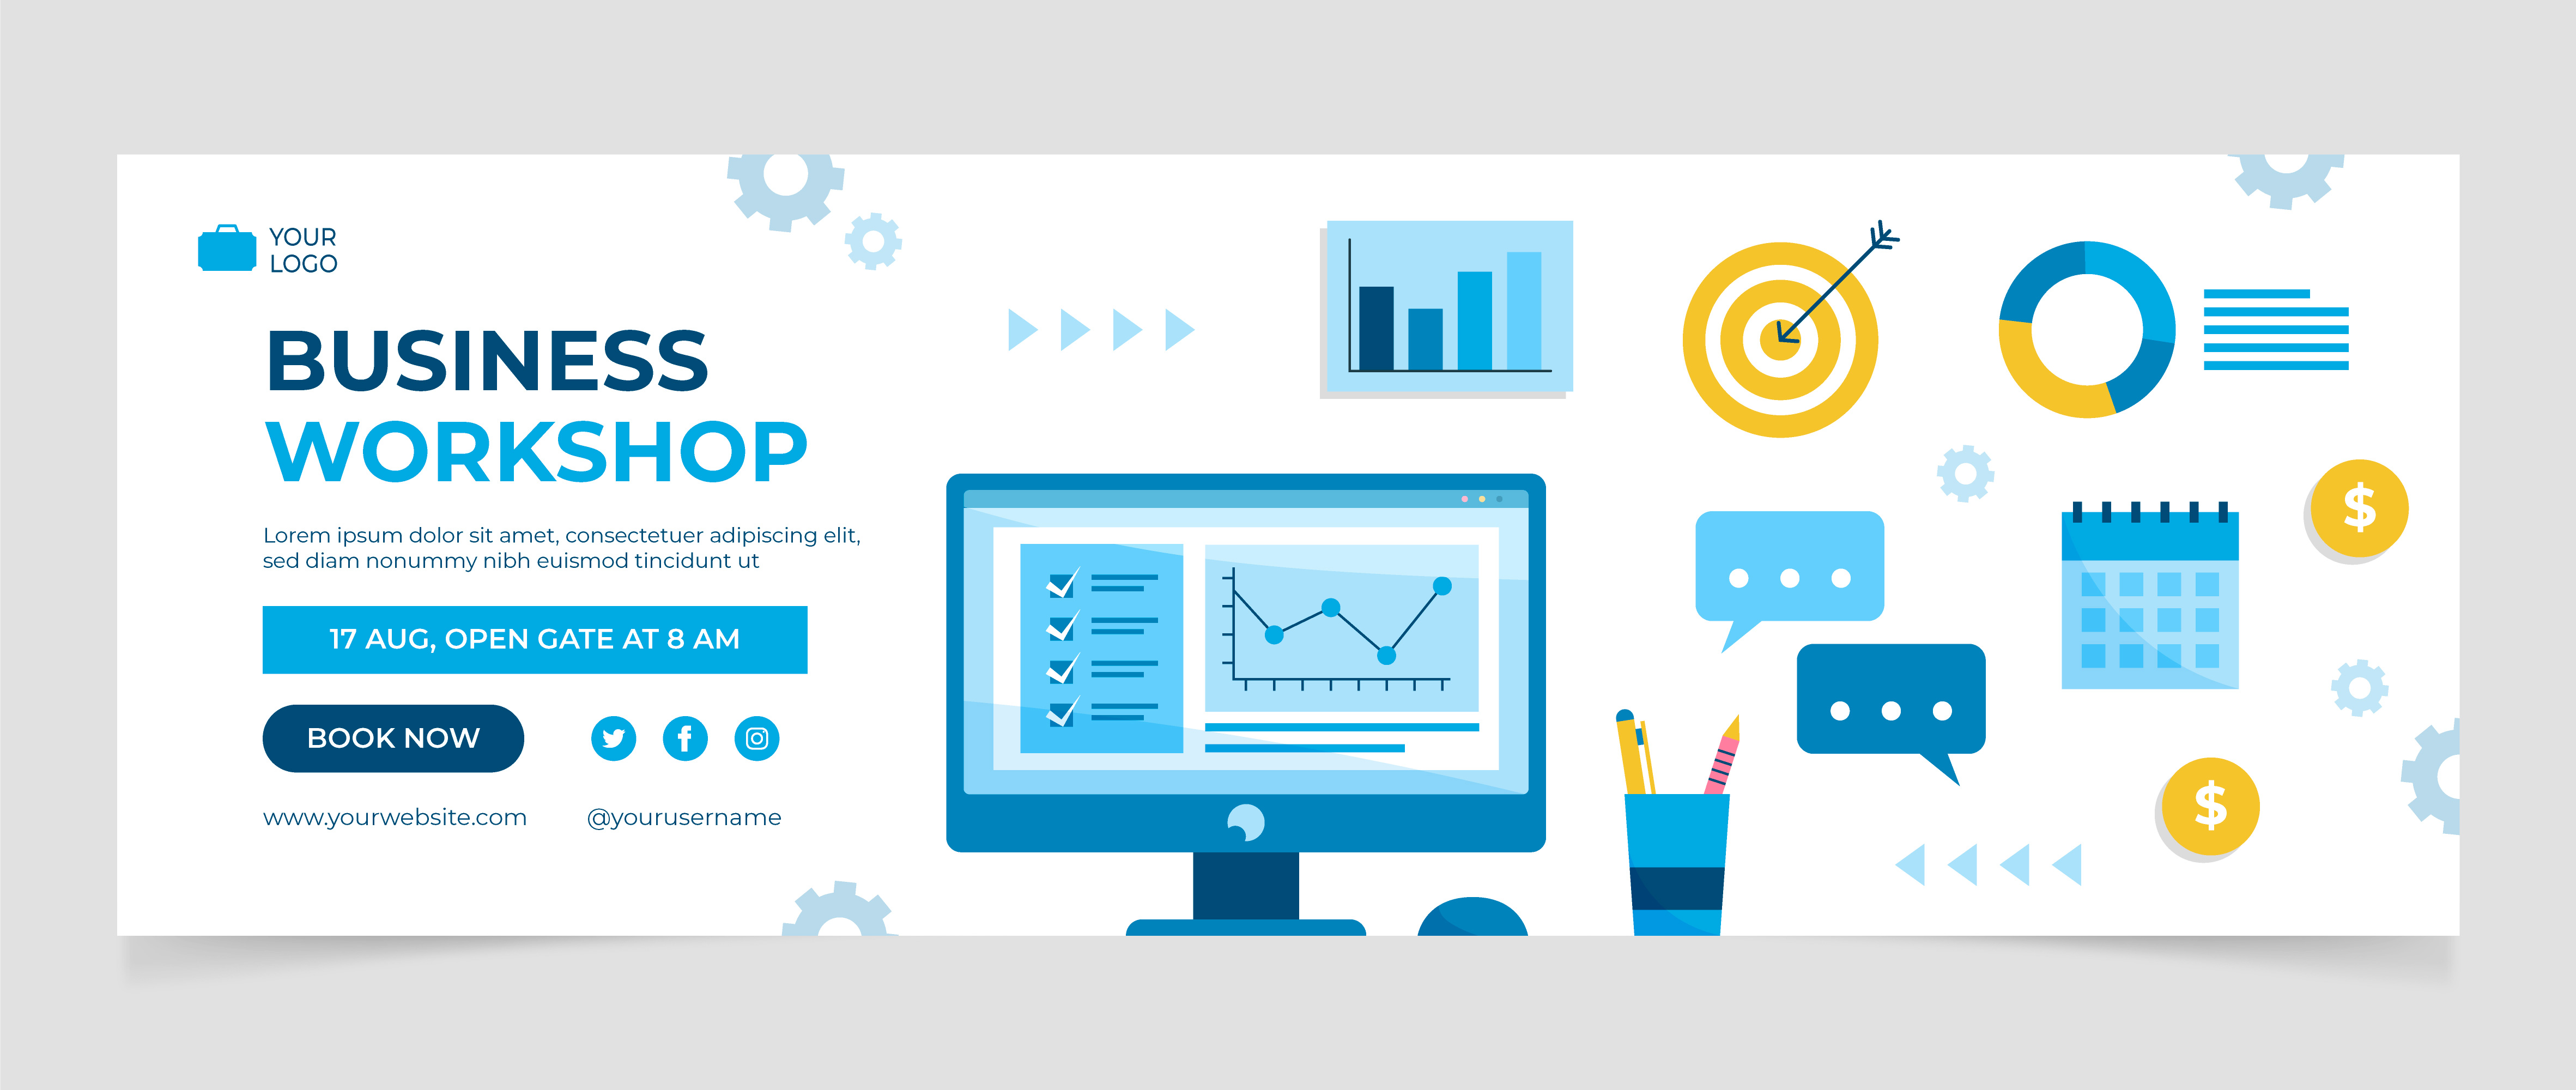 YOUR
LOGO
BUSINESS
WORKSHOP
Lorem ipsum dolor sit amet, consectetuer adipiscing elit,
sed diam nonummy nibh euismod tincidunt ut
17 AUG, OPEN GATE AT 8 AM
BOOK NOW
www.yourwebsite.com
@yourusername
$
$